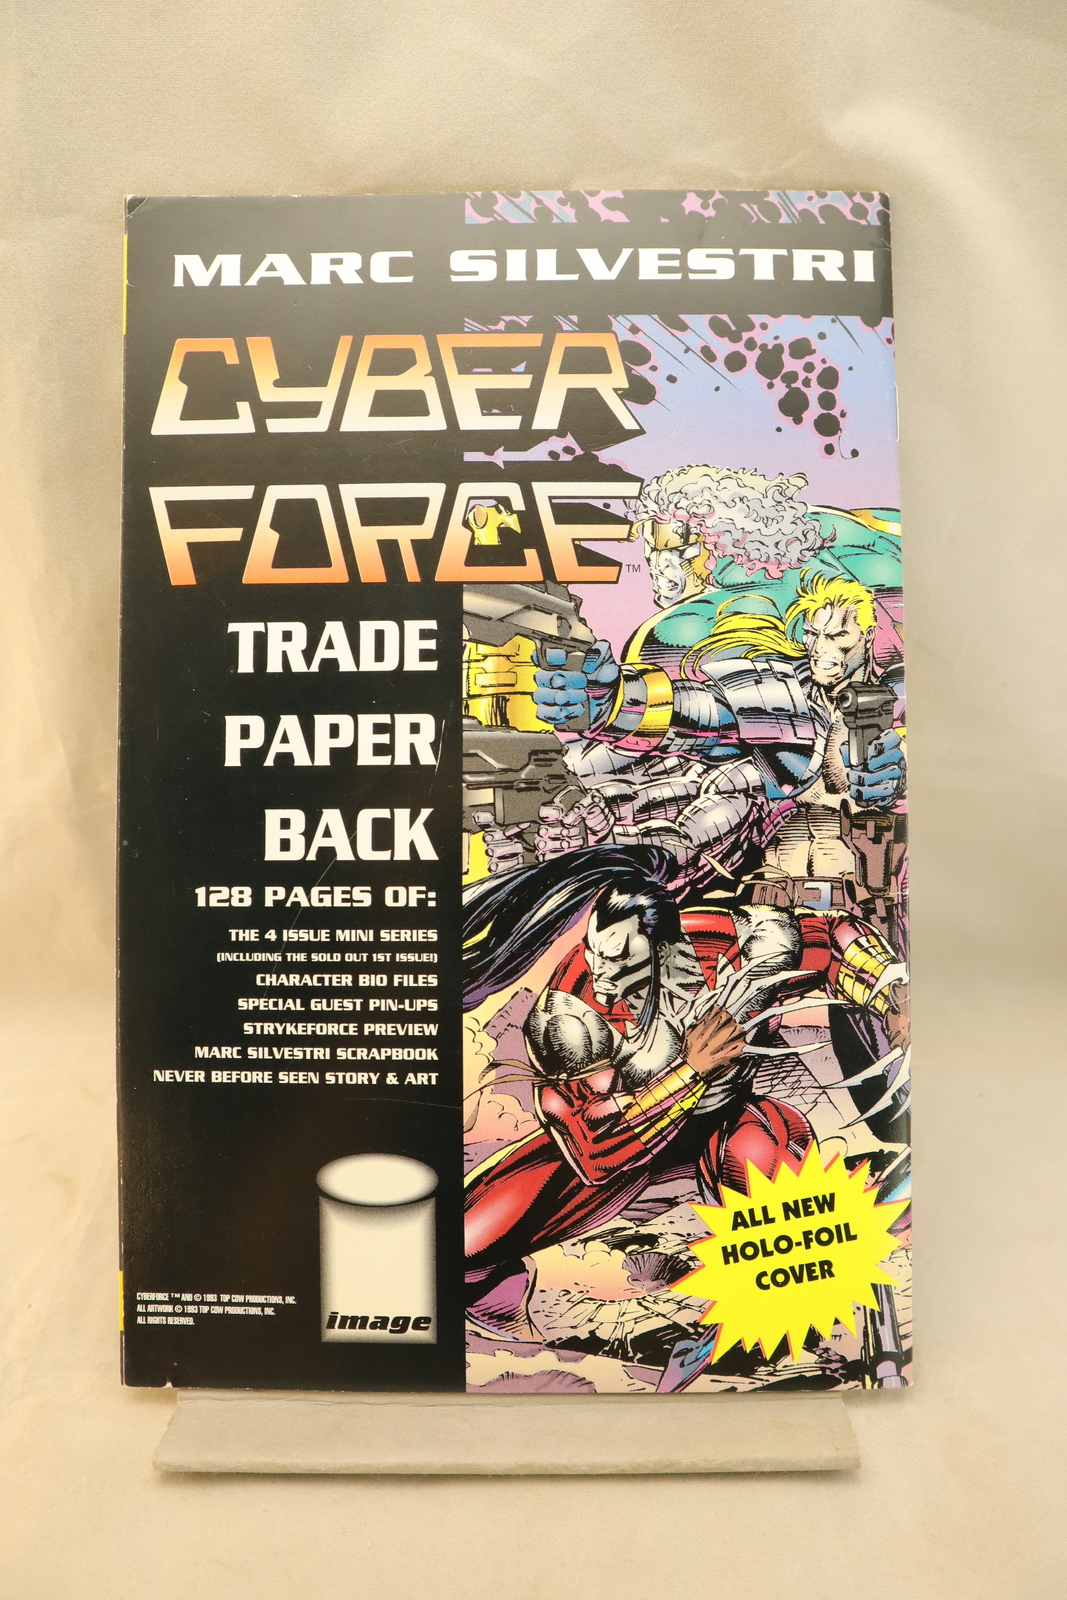 MARC SILVESTRI
CYBER
FORCE™
TRADE
PAPER
BACK
128 PAGES OF:
THE 4 ISSUE MINI SERIES
(INCLUDING THE SOLD OUT 1ST ISSUE!)
CHARACTER BIO FILES
SPECIAL GUEST PIN-UPS
STRYKEFORCE PREVIEW
MARC SILVESTRI SCRAPBOOK
NEVER BEFORE SEEN STORY & ART
ALL NEW
HOLO-FOIL
COVER
CYBERFORCE ™ AND © 1993 TOP COW PRODUCTIONS, INC.
ALL ARTWORK © 1993 TOP COW PRODUCTIONS, INC.
ALL RIGHTS RESERVED.
image